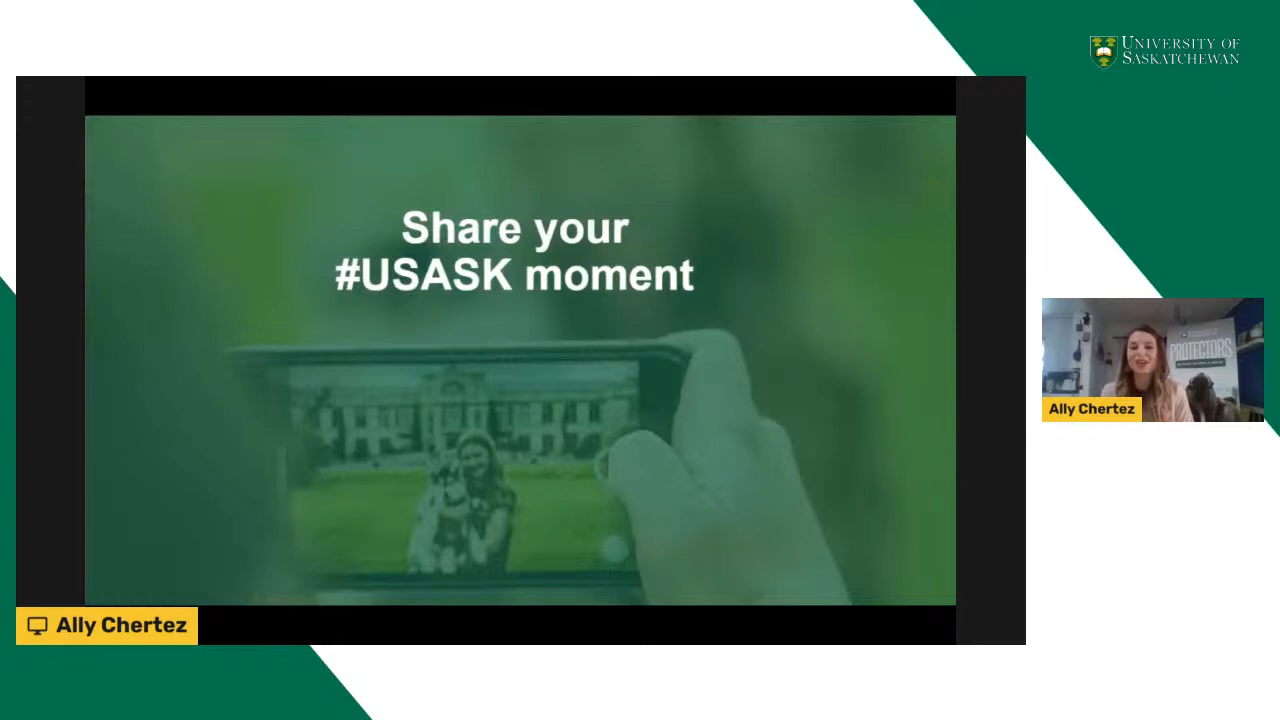 UNIVERSITY OF
SASKATCHEWAN
Share your
#USASK moment
PROTECTORS
Ally Chertez
Ally Chertez